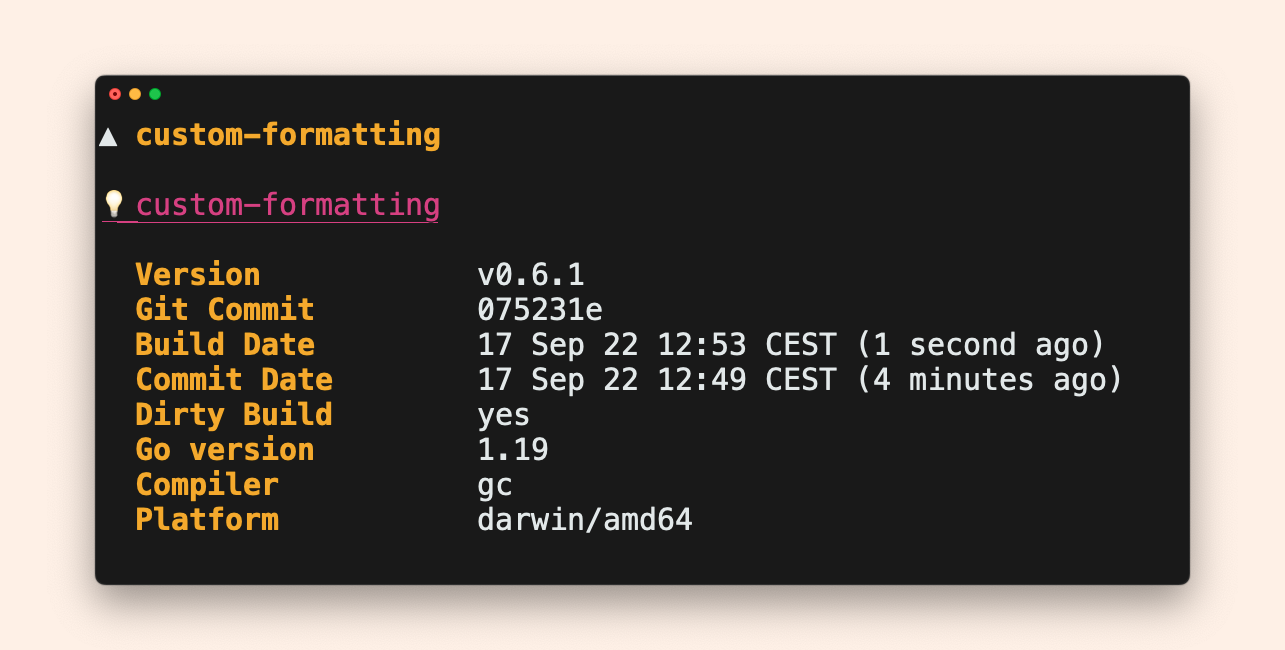 ▲ custom-formatting
💡 custom-formatting
Version v0.6.1
Git Commit 075231e
Build Date 17 Sep 22 12:53 CEST (1 second ago)
Commit Date 17 Sep 22 12:49 CEST (4 minutes ago)
Dirty Build yes
Go version 1.19
Compiler gc
Platform darwin/amd64